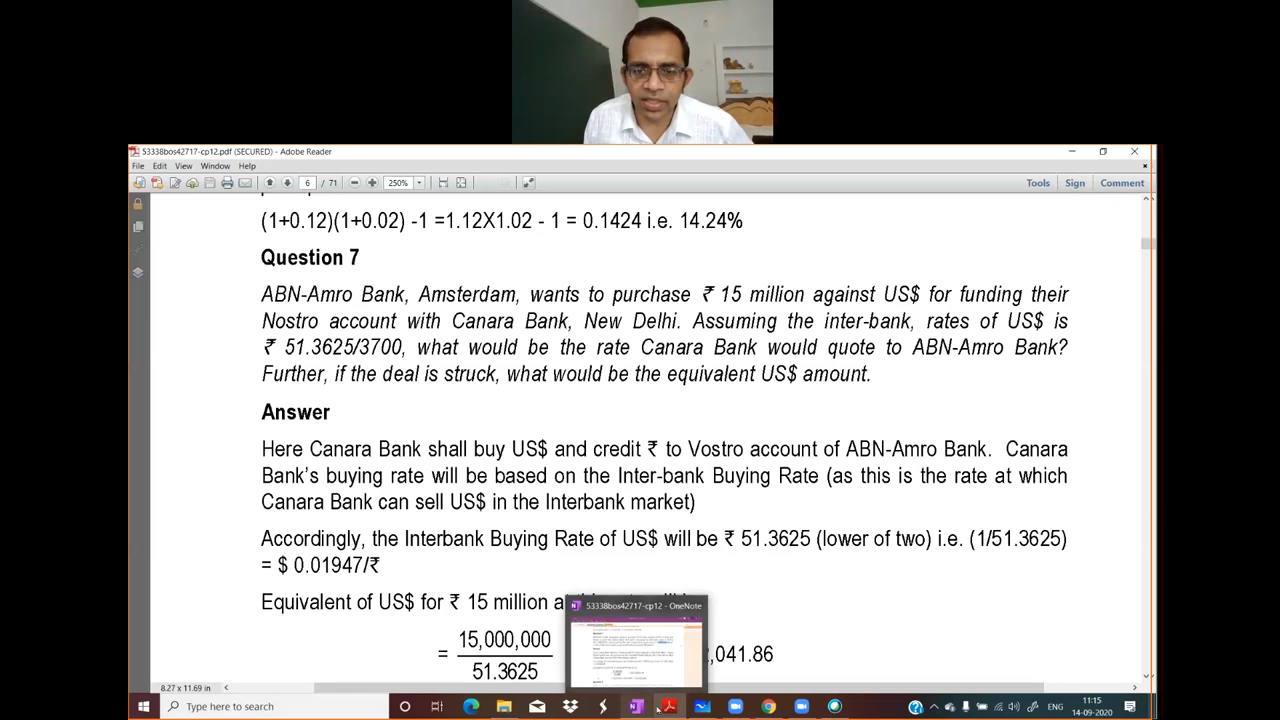 53338bos42717-cp12.pdf (SECURED) - Adobe Reader
File Edit View Window Help
6 / 71 250% Tools Sign Comment
(1+0.12)(1+0.02) -1 =1.12X1.02 - 1 = 0.1424 i.e. 14.24%
Question 7
ABN-Amro Bank, Amsterdam, wants to purchase ₹ 15 million against US$ for funding their
Nostro account with Canara Bank, New Delhi. Assuming the inter-bank, rates of US$ is
₹ 51.3625/3700, what would be the rate Canara Bank would quote to ABN-Amro Bank?
Further, if the deal is struck, what would be the equivalent US$ amount.
Answer
Here Canara Bank shall buy US$ and credit ₹ to Vostro account of ABN-Amro Bank. Canara
Bank's buying rate will be based on the Inter-bank Buying Rate (as this is the rate at which
Canara Bank can sell US$ in the Interbank market)
Accordingly, the Interbank Buying Rate of US$ will be ₹ 51.3625 (lower of two) i.e. (1/51.3625)
= $ 0.01947/₹
Equivalent of US$ for ₹ 15 million
53338bos42717-cp12 - OneNote
= 15,000,000
51.3625
,041.86
8.27 x 11.69 in
Type here to search
ENG
11:15
14-09-2020